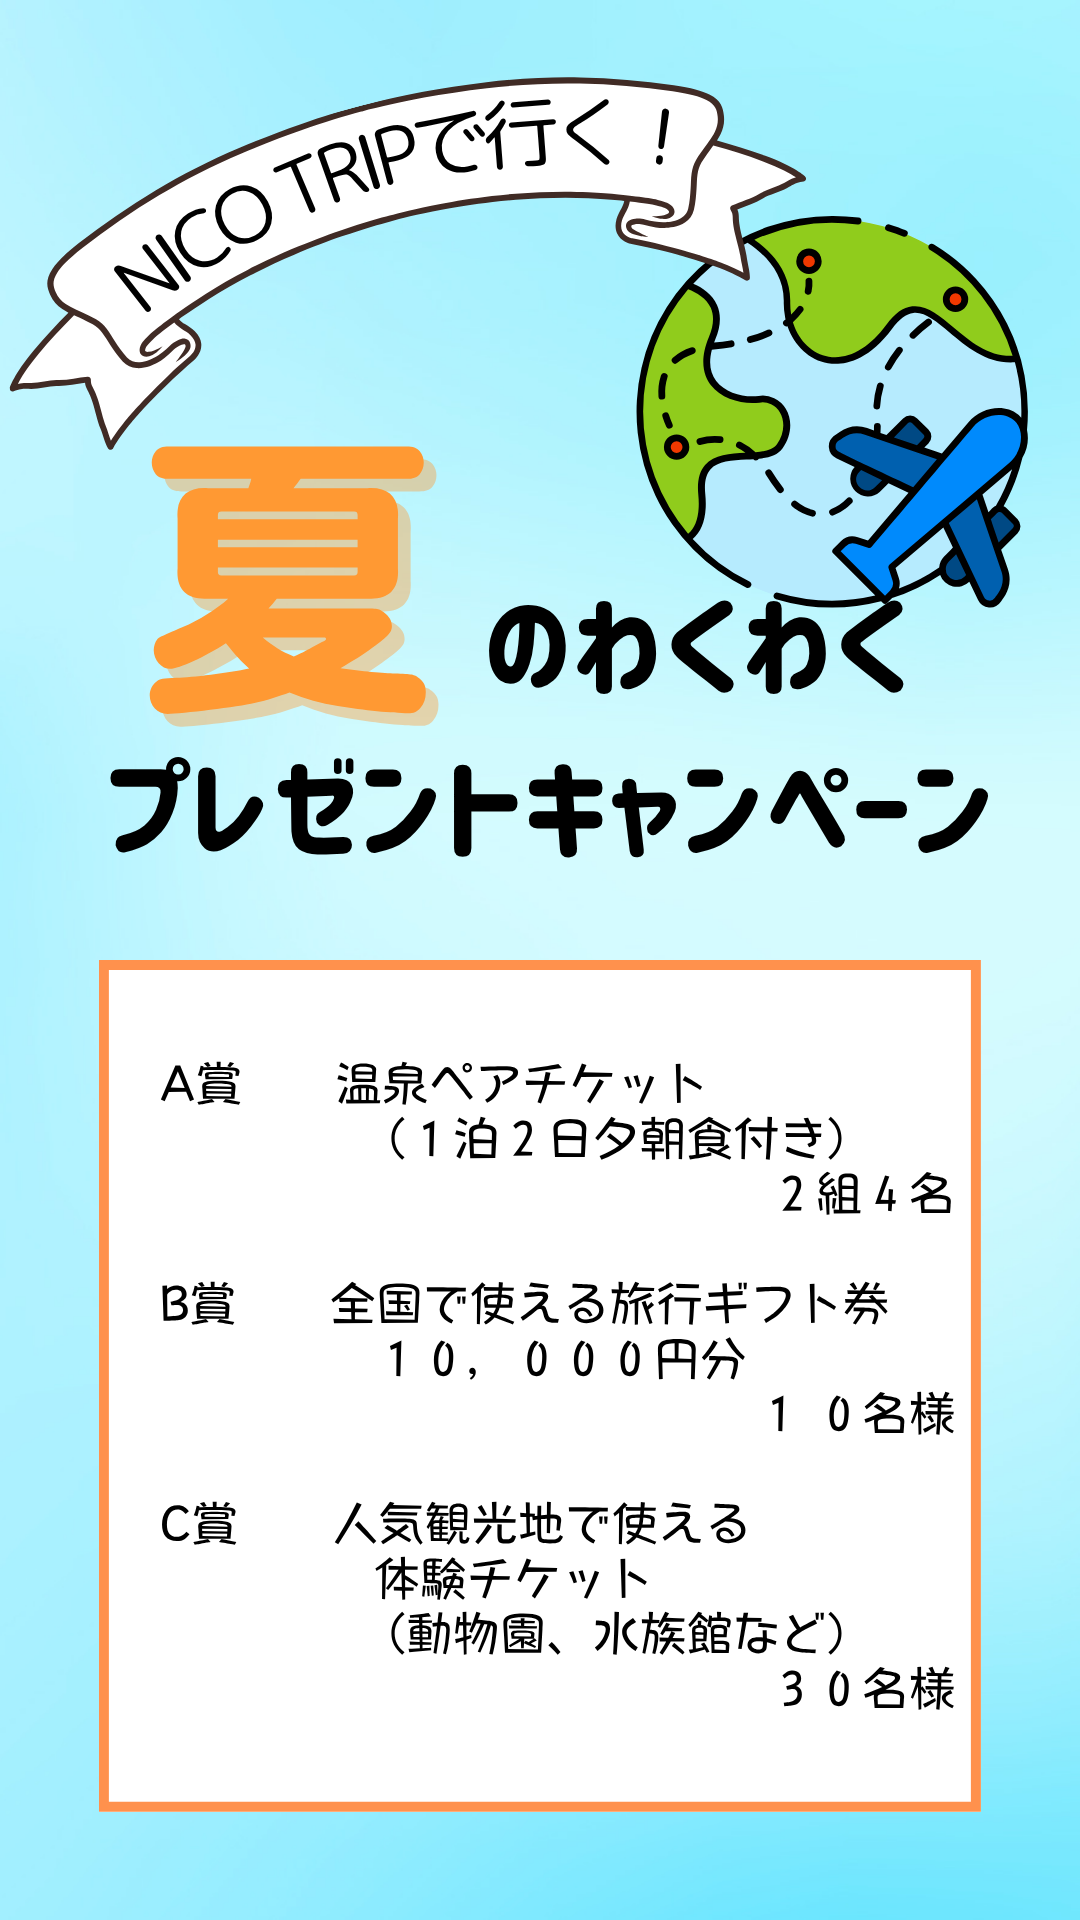 NICO TRIPで行く！
夏のわくわく
プレゼントキャンペーン
A賞　　温泉ペアチケット
（１泊２日夕朝食付き）
２組４名
B賞　　全国で使える旅行ギフト券
１０，０００円分
１０名様
C賞　　人気観光地で使える
体験チケット
（動物園、水族館など）
３０名様